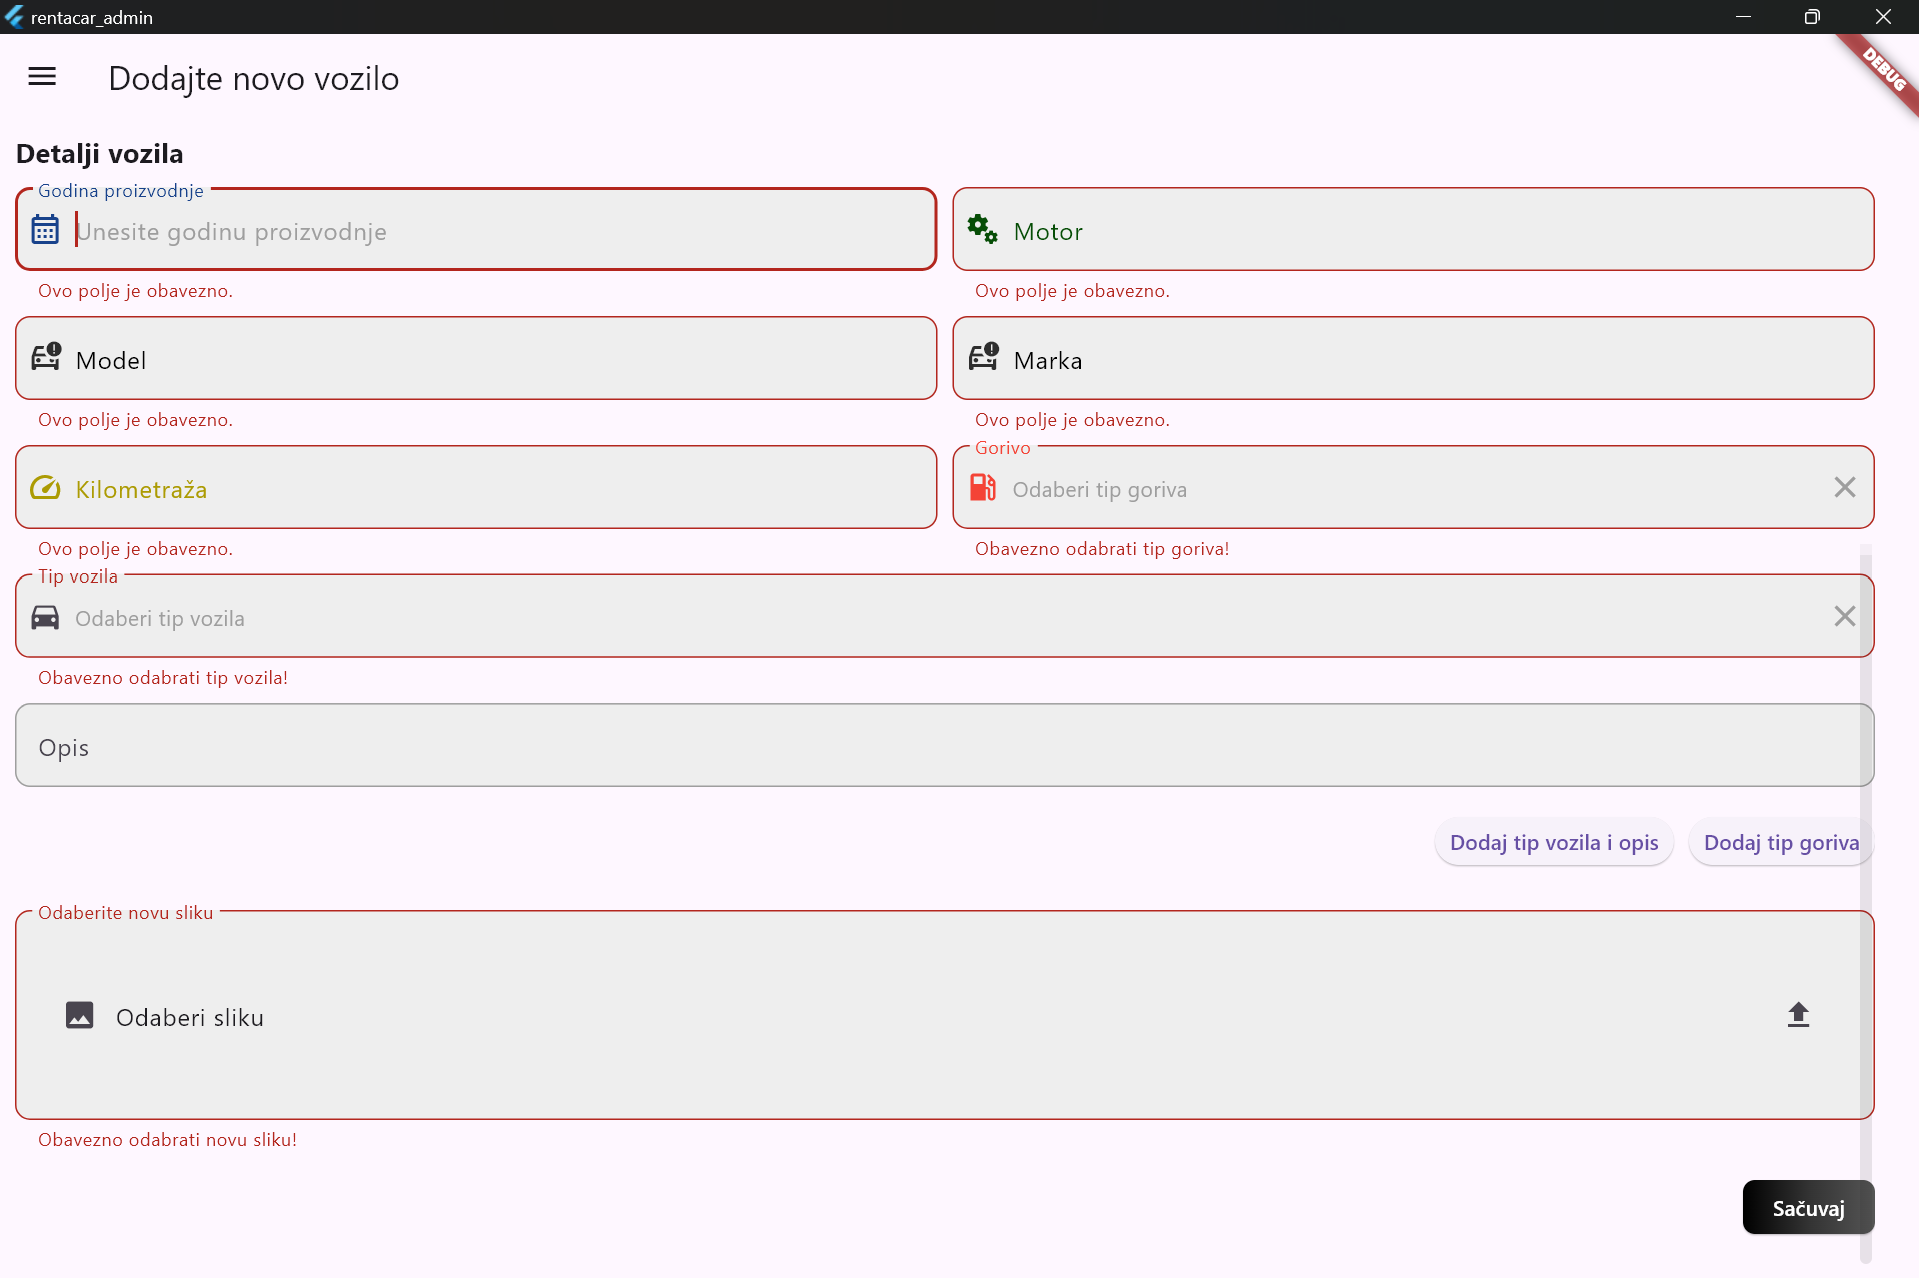 rentacar_admin
DEBUG
Dodajte novo vozilo
Detalji vozila
Godina proizvodnje
Unesite godinu proizvodnje
Motor
Ovo polje je obavezno.
Ovo polje je obavezno.
Model
Marka
Ovo polje je obavezno.
Ovo polje je obavezno.
Kilometraža
Gorivo
Odaberi tip goriva
Ovo polje je obavezno.
Obavezno odabrati tip goriva!
Tip vozila
Odaberi tip vozila
Obavezno odabrati tip vozila!
Opis
Dodaj tip vozila i opis
Dodaj tip goriva
Odaberite novu sliku
Odaberi sliku
Obavezno odabrati novu sliku!
Sačuvaj